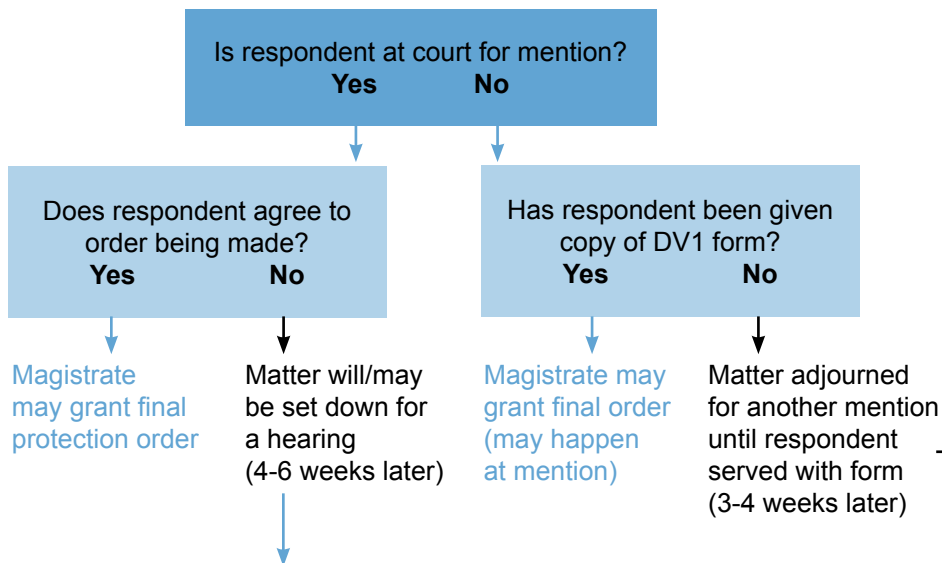 Is respondent at court for mention?
Yes No
Does respondent agree to
order being made?
Yes No
Has respondent been given
copy of DV1 form?
Yes No
Magistrate
may grant final
protection order
Matter will/may
be set down for
a hearing
(4-6 weeks later)
Magistrate may
grant final order
(may happen
at mention)
Matter adjourned
for another mention
until respondent
served with form
(3-4 weeks later)